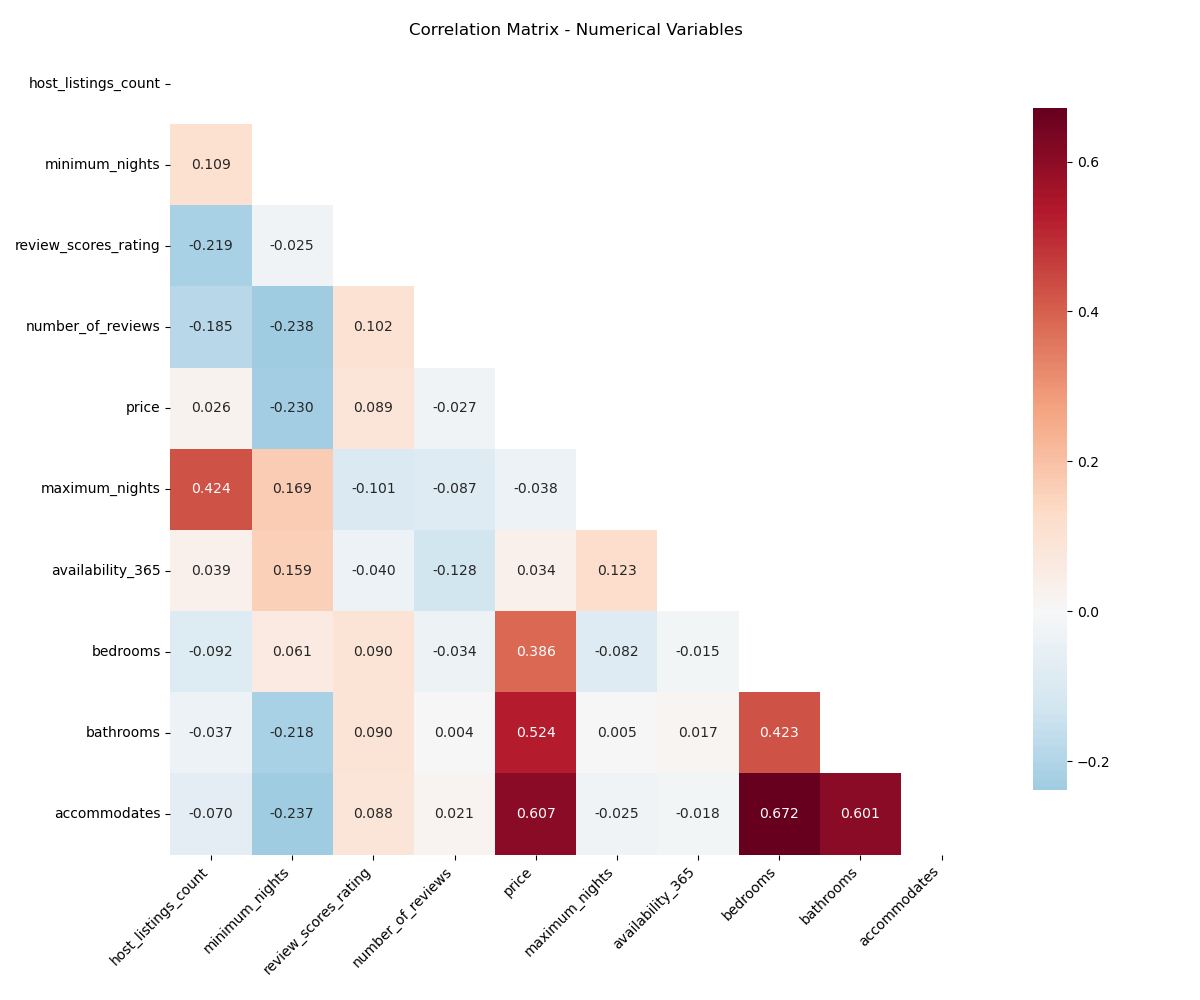 Correlation Matrix - Numerical Variables
host_listings_count
minimum_nights 0.109
review_scores_rating -0.219 -0.025
number_of_reviews -0.185 -0.238 0.102
price 0.026 -0.230 0.089 -0.027
maximum_nights 0.424 0.169 -0.101 -0.087 -0.038
availability_365 0.039 0.159 -0.040 -0.128 0.034 0.123
bedrooms -0.092 0.061 0.090 -0.034 0.386 -0.082 -0.015
bathrooms -0.037 -0.218 0.090 0.004 0.524 0.005 0.017 0.423
accommodates -0.070 -0.237 0.088 0.021 0.607 -0.025 -0.018 0.672 0.601
host_listings_count minimum_nights review_scores_rating number_of_reviews price maximum_nights availability_365 bedrooms bathrooms accommodates
0.6
0.4
0.2
0.0
−0.2